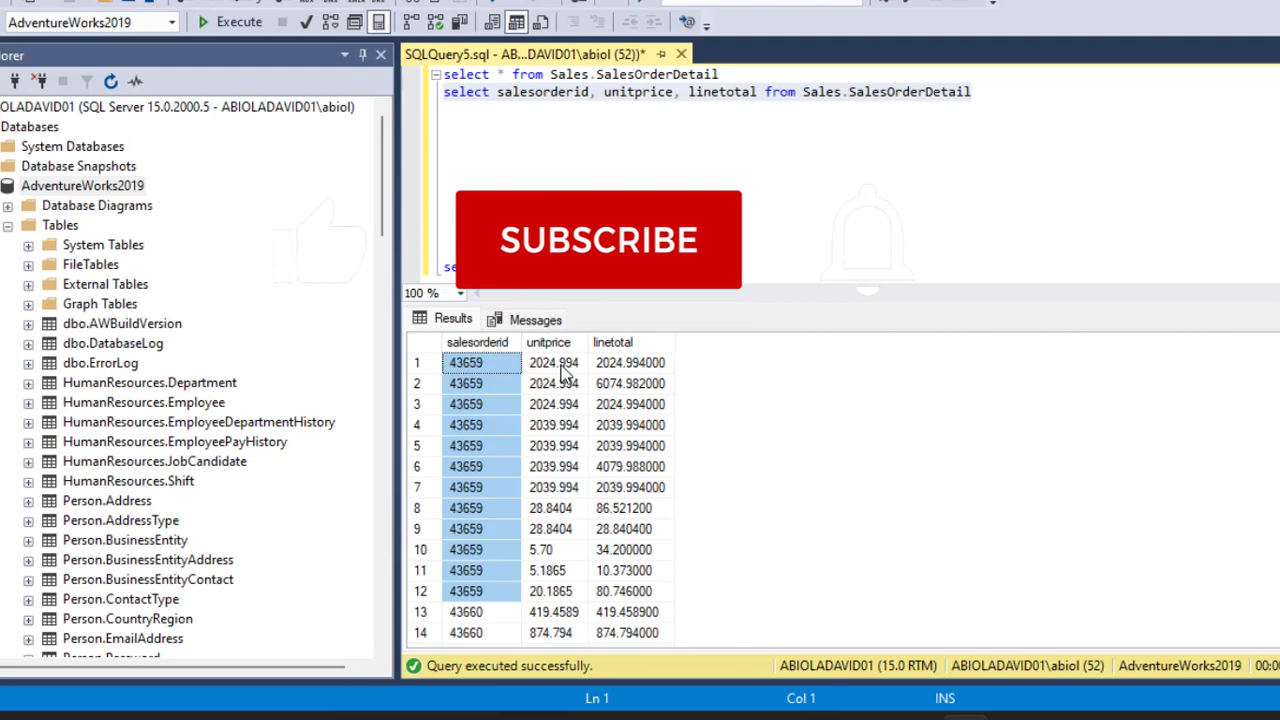 AdventureWorks2019
Execute
orer
SQLQuery5.sql - AB...DAVID01\abiol (52))*
select * from Sales.SalesOrderDetail
select salesorderid, unitprice, linetotal from Sales.SalesOrderDetail
se
SUBSCRIBE
OLADAVID01 (SQL Server 15.0.2000.5 - ABIOLADAVID01\abiol)
Databases
System Databases
Database Snapshots
AdventureWorks2019
Database Diagrams
Tables
System Tables
FileTables
External Tables
Graph Tables
dbo.AWBuildVersion
dbo.DatabaseLog
dbo.ErrorLog
HumanResources.Department
HumanResources.Employee
HumanResources.EmployeeDepartmentHistory
HumanResources.EmployeePayHistory
HumanResources.JobCandidate
HumanResources.Shift
Person.Address
Person.AddressType
Person.BusinessEntity
Person.BusinessEntityAddress
Person.BusinessEntityContact
Person.ContactType
Person.CountryRegion
Person.EmailAddress
Person.Password
100 %
Results Messages
salesorderid unitprice linetotal
1 43659 2024.994 2024.994000
2 43659 2024.994 6074.982000
3 43659 2024.994 2024.994000
4 43659 2039.994 2039.994000
5 43659 2039.994 2039.994000
6 43659 2039.994 4079.988000
7 43659 2039.994 2039.994000
8 43659 28.8404 86.521200
9 43659 28.8404 28.840400
10 43659 5.70 34.200000
11 43659 5.1865 10.373000
12 43659 20.1865 80.746000
13 43660 419.4589 419.458900
14 43660 874.794 874.794000
Query executed successfully.
ABIOLADAVID01 (15.0 RTM) ABIOLADAVID01\abiol (52) AdventureWorks2019 00:0
Ln 1 Col 1 INS